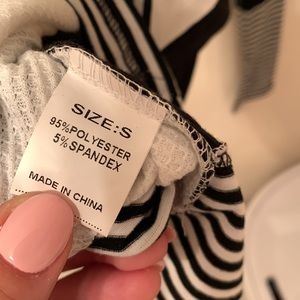 SIZE:S
95%POLYESTER
5%SPANDEX
MADE IN CHINA